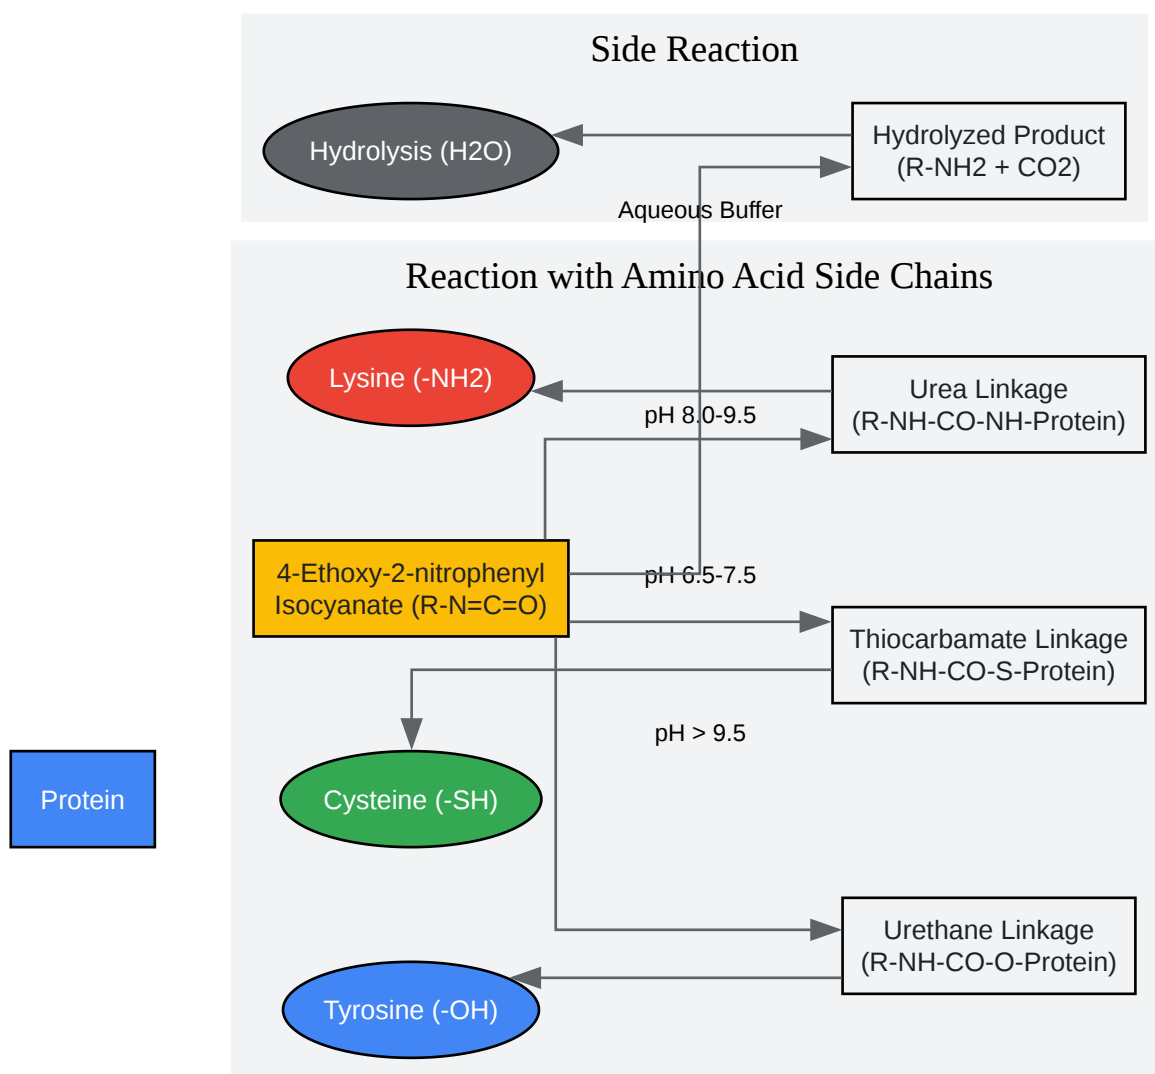 Side Reaction
Hydrolysis (H2O)
Hydrolyzed Product
(R-NH2 + CO2)
Aqueous Buffer
Reaction with Amino Acid Side Chains
Lysine (-NH2)
Urea Linkage
(R-NH-CO-NH-Protein)
pH 8.0-9.5
4-Ethoxy-2-nitrophenyl
Isocyanate (R-N=C=O)
pH 6.5-7.5
Thiocarbamate Linkage
(R-NH-CO-S-Protein)
pH > 9.5
Protein
Cysteine (-SH)
Urethane Linkage
(R-NH-CO-O-Protein)
Tyrosine (-OH)